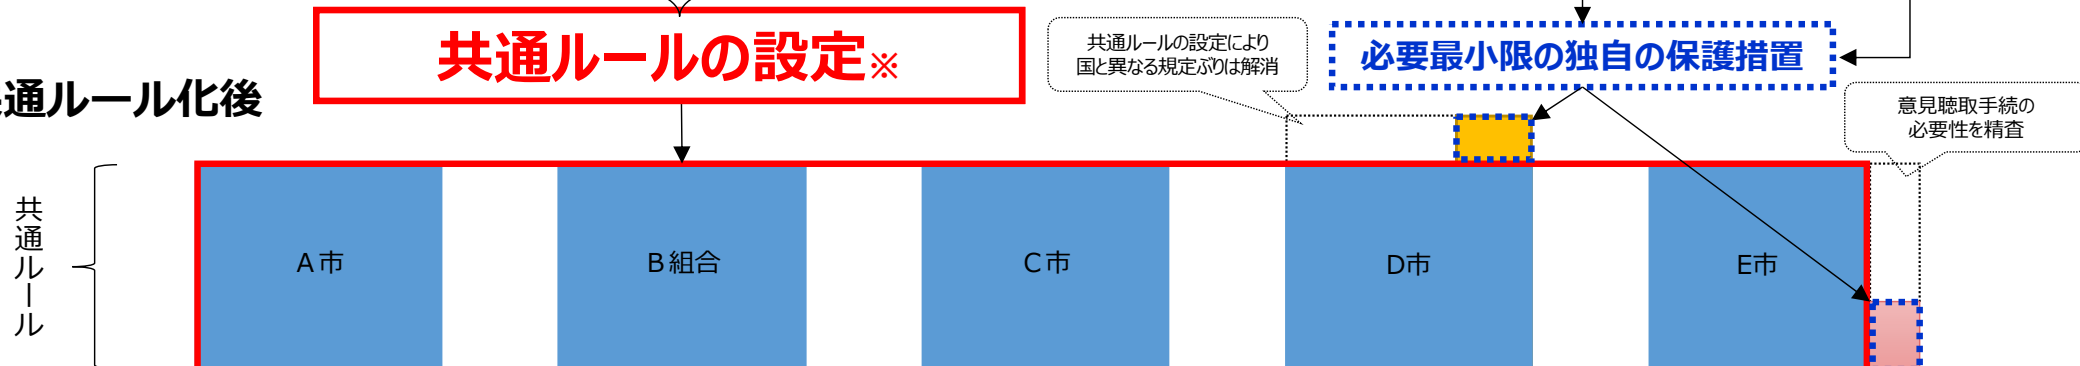 共通ルールの設定※
共通ルールの設定により
国と異なる規定ぶりは解消
必要最小限の独自の保護措置
通ルール化後
意見聴取手続の
必要性を精査
共通ルール
A市
B組合
C市
D市
E市